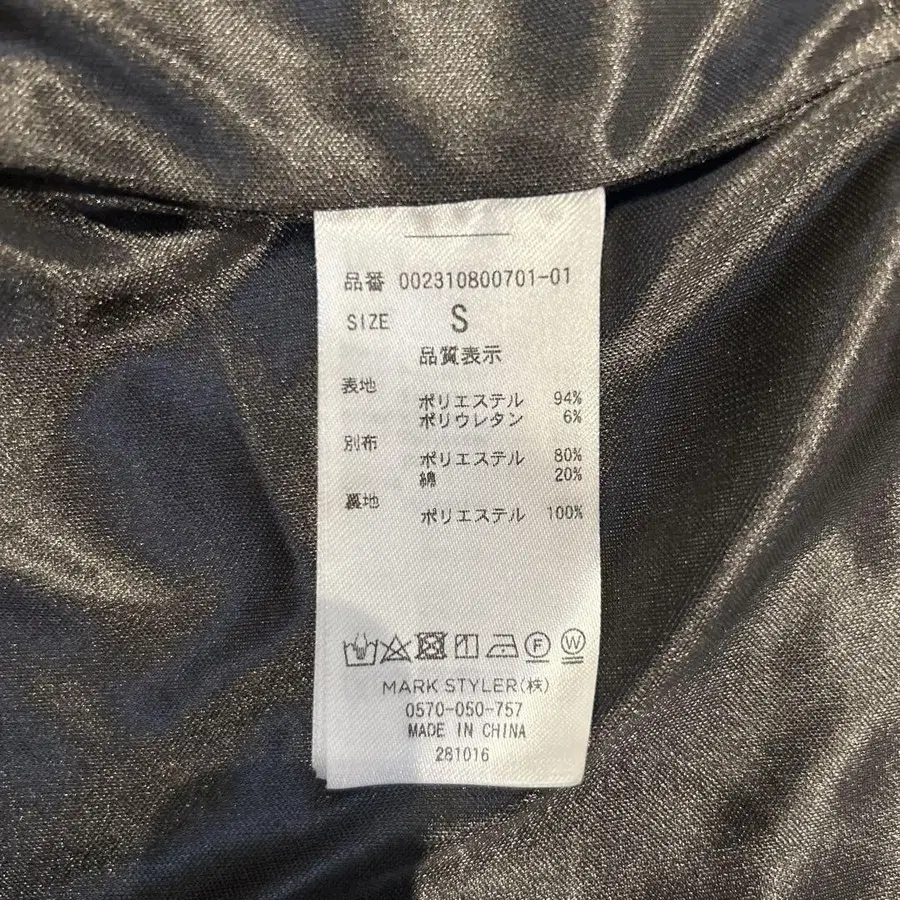 品番 002310800701-01
SIZE S
品質表示
表地
ポリエステル 94%
ポリウレタン 6%
別布
ポリエステル 80%
綿 20%
裏地
ポリエステル 100%
F W
MARK STYLER(株)
0570-050-757
MADE IN CHINA
281016